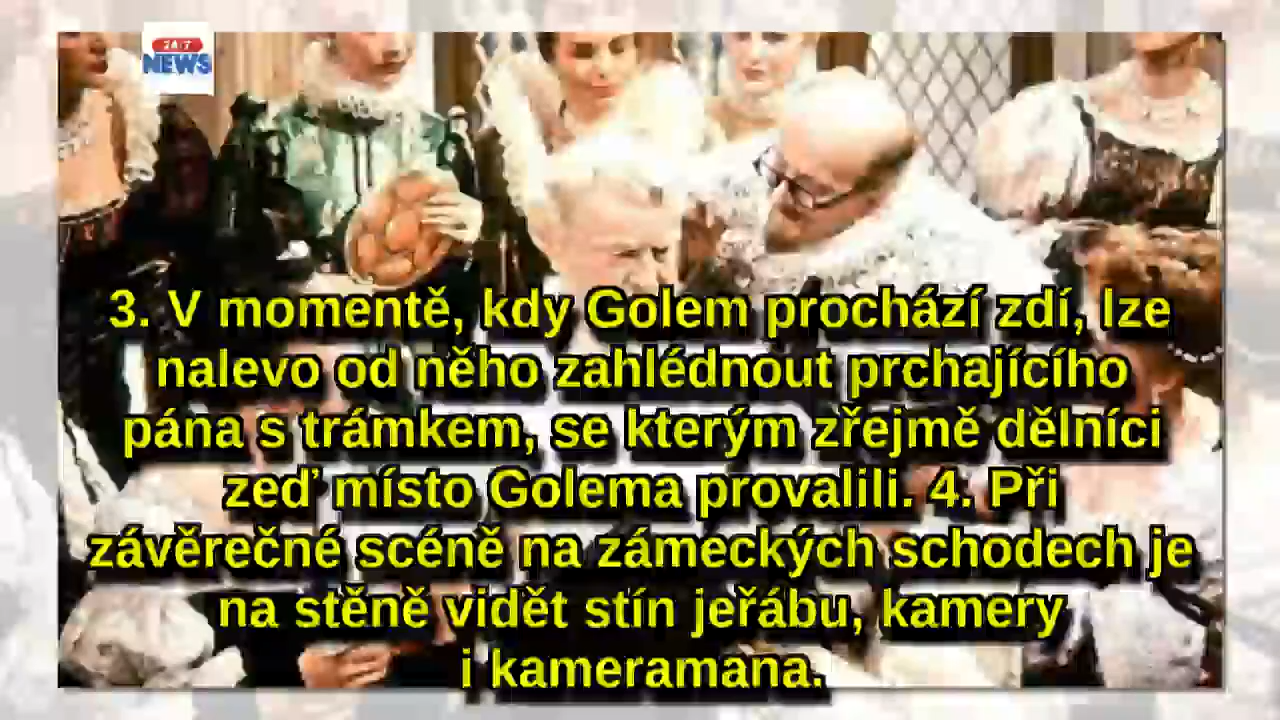 24/7
NEWS
3. V momentě, kdy Golem prochází zdí, lze
nalevo od něho zahlédnout prchajícího
pána s trámkem, se kterým zřejmě dělníci
zeď místo Golema provalili. 4. Při
závěrečné scéně na zámeckých schodech je
na stěně vidět stín jeřábu, kamery
i kameramana.